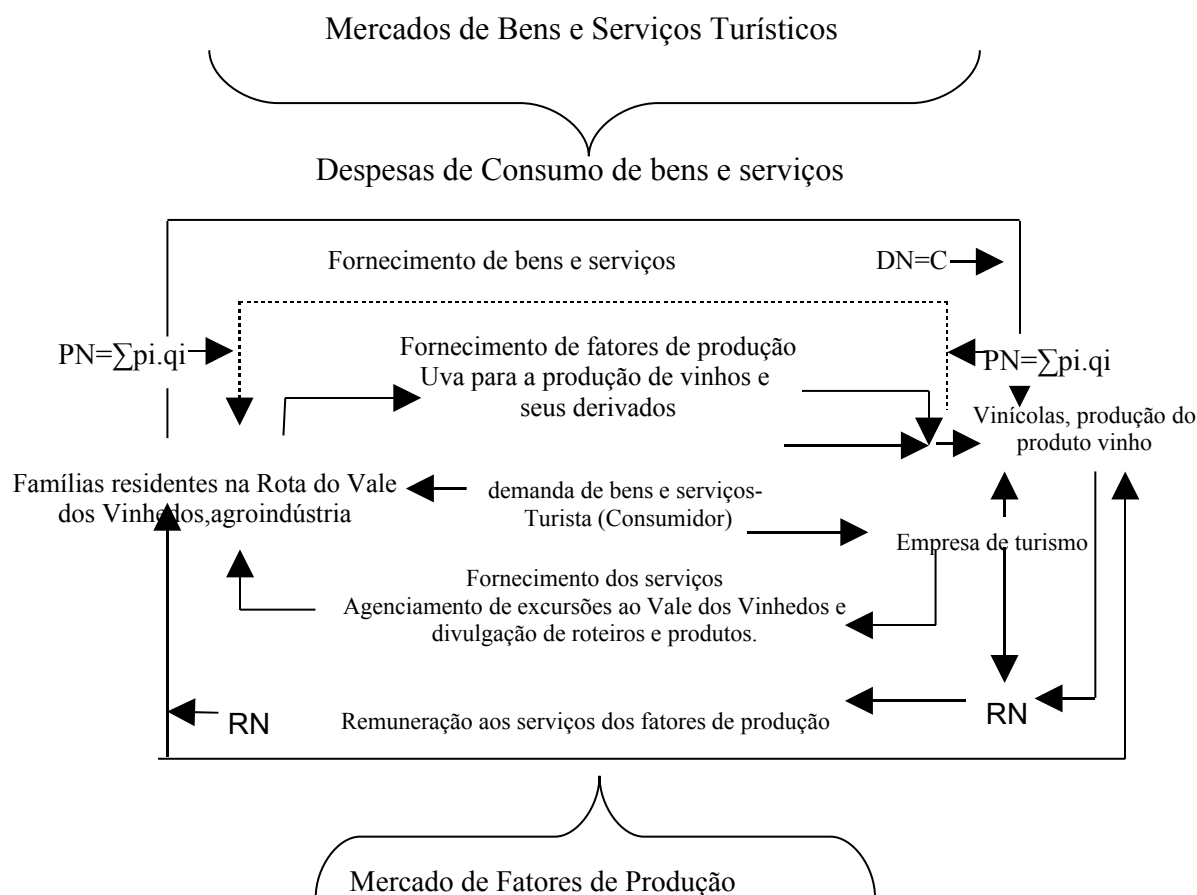 Mercados de Bens e Serviços Turísticos
Despesas de Consumo de bens e serviços
Fornecimento de bens e serviços
DN=C
PN=∑pi.qi
Fornecimento de fatores de produção
Uva para a produção de vinhos e
seus derivados
PN=∑pi.qi
Vinícolas, produção do
produto vinho
Famílias residentes na Rota do Vale
dos Vinhedos,agroindústria
demanda de bens e serviços-
Turista (Consumidor)
Empresa de turismo
Fornecimento dos serviços
Agenciamento de excursões ao Vale dos Vinhedos e
divulgação de roteiros e produtos.
RN
Remuneração aos serviços dos fatores de produção
RN
Mercado de Fatores de Produção